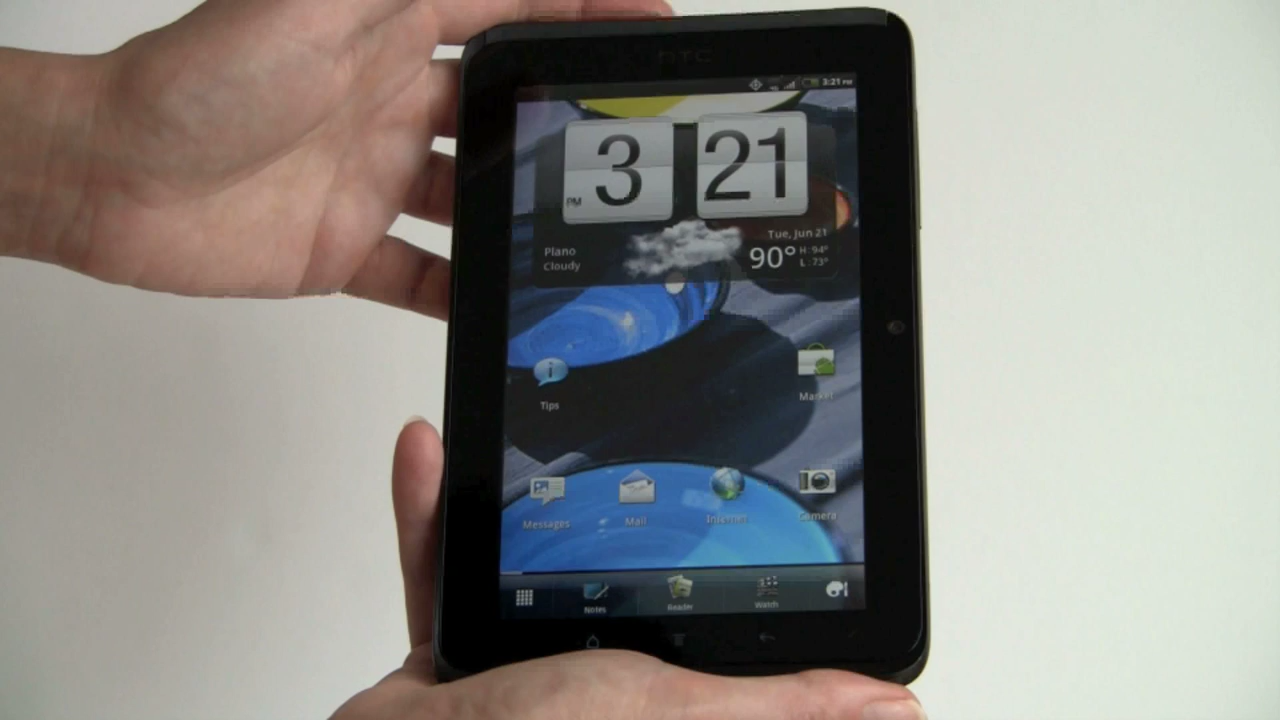 HTC
3:21 PM
3 21
PM
Tue, Jun 21
Plano
90° H: 94°
Cloudy
L: 73°
Tips
Market
Messages Mail Internet Camera
Notes Reader Watch